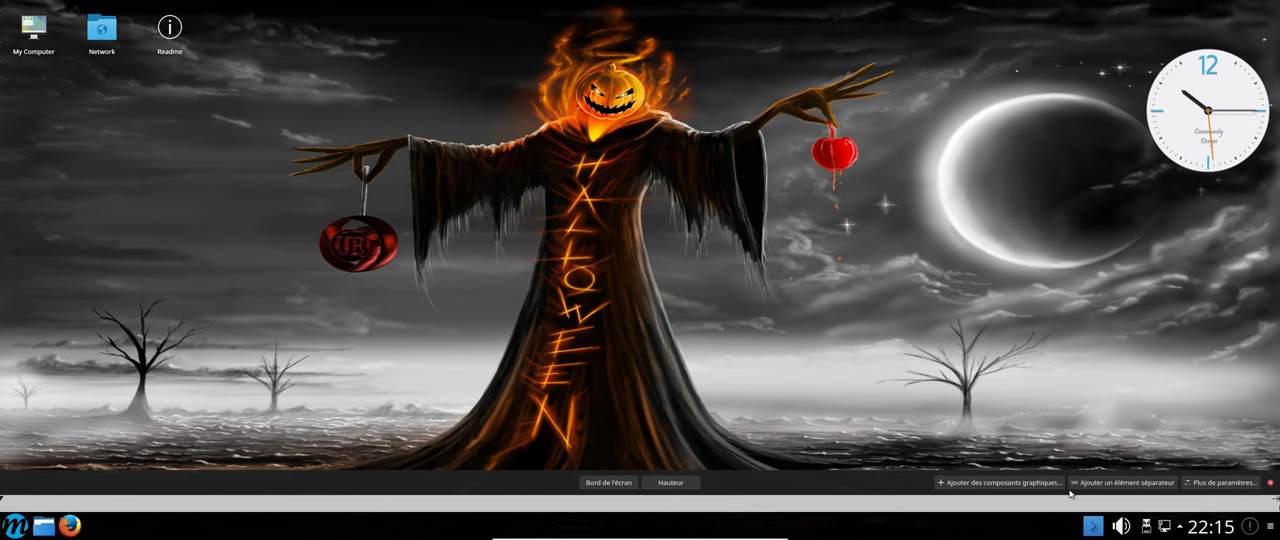 My Computer
Network
Readme
12
Community
Design
HALLOWEEN
Bord de l'écran
Hauteur
Ajouter des composants graphiques...
Ajouter un élément séparateur
Plus de paramètres...
22:15